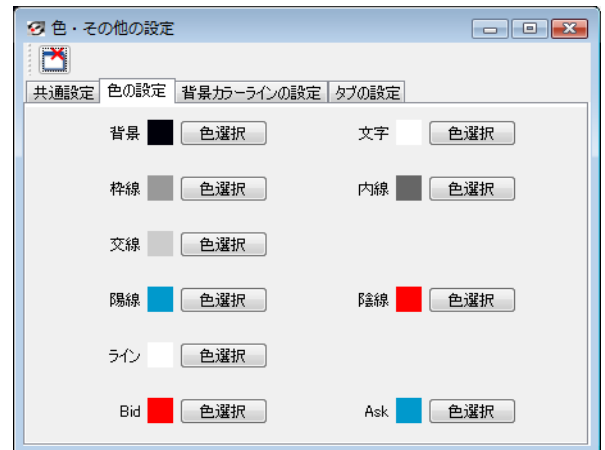 色・その他の設定
共通設定 色の設定 背景カラーラインの設定 タブの設定
背景 色選択 文字 色選択
枠線 色選択 内線 色選択
交線 色選択
陽線 色選択 陰線 色選択
ライン 色選択
Bid 色選択 Ask 色選択